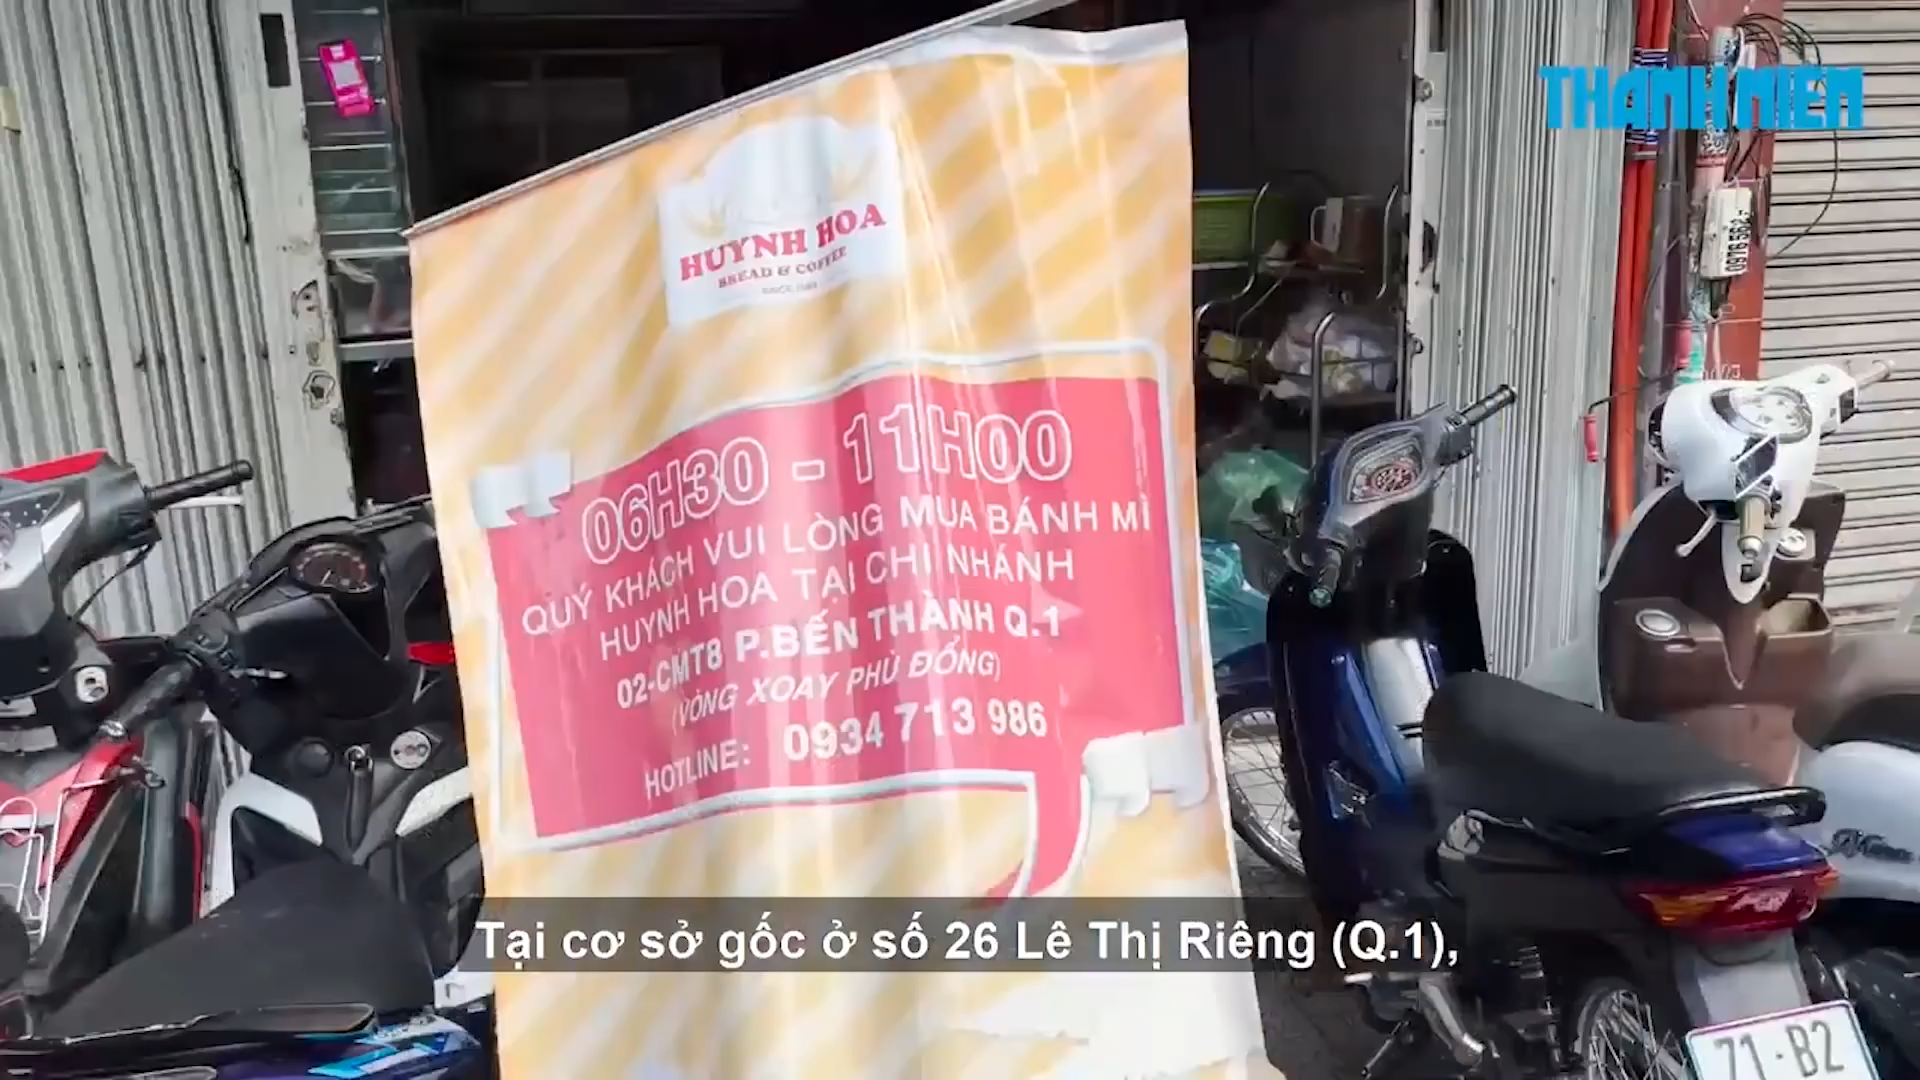 THANH NIÊN
HUYNH HOA
BREAD & COFFEE
06H30 - 11H00
QUÝ KHÁCH VUI LÒNG MUA BÁNH MÌ
HUYNH HOA TẠI CHI NHÁNH
02-CMT8 P.BẾN THÀNH Q.1
(VÒNG XOAY PHÙ ĐỔNG)
HOTLINE: 0934 713 986
Tại cơ sở gốc ở số 26 Lê Thị Riêng (Q.1),
71-B2